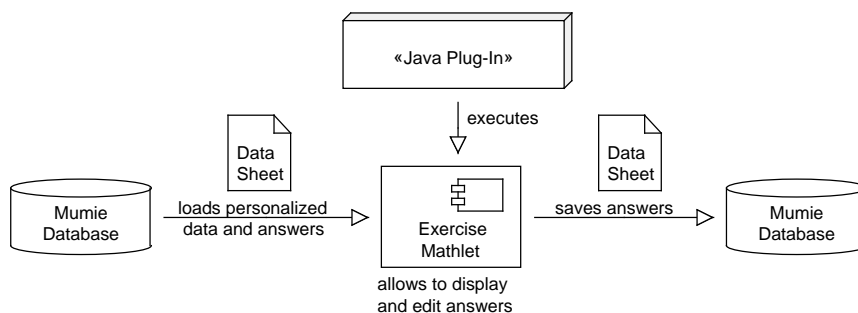 «Java Plug-In»
executes
Data
Sheet
Data
Sheet
Mumie
Database
loads personalized
data and answers
Exercise
Mathlet
saves answers
Mumie
Database
allows to display
and edit answers